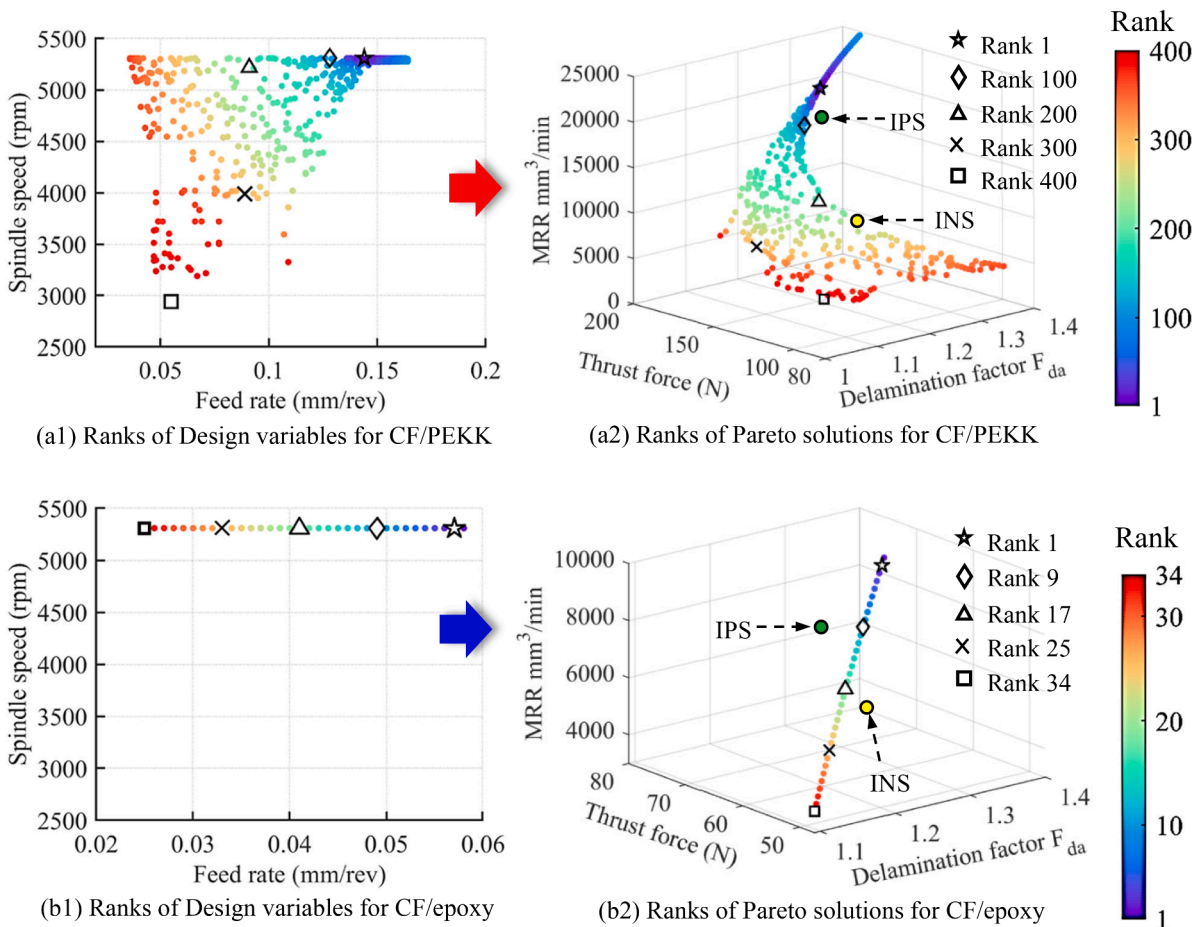 5500
5000
4500
4000
3500
3000
2500
Spindle speed (rpm)
0.05
0.1
0.15
0.2
Feed rate (mm/rev)
(a1) Ranks of Design variables for CF/PEKK
25000
20000
15000
10000
5000
0
MRR mm³/min
200
150
100
80
Thrust force (N)
1
1.1
1.2
1.3
1.4
Delamination factor F_da
IPS
INS
Rank 1
Rank 100
Rank 200
Rank 300
Rank 400
(a2) Ranks of Pareto solutions for CF/PEKK
Rank
400
300
200
100
1
5500
5000
4500
4000
3500
3000
2500
Spindle speed (rpm)
0.02
0.03
0.04
0.05
0.06
Feed rate (mm/rev)
(b1) Ranks of Design variables for CF/epoxy
10000
8000
6000
4000
MRR mm³/min
80
70
60
50
Thrust force (N)
1.1
1.2
1.3
1.4
Delamination factor F_da
IPS
INS
Rank 1
Rank 9
Rank 17
Rank 25
Rank 34
(b2) Ranks of Pareto solutions for CF/epoxy
Rank
34
30
20
10
1